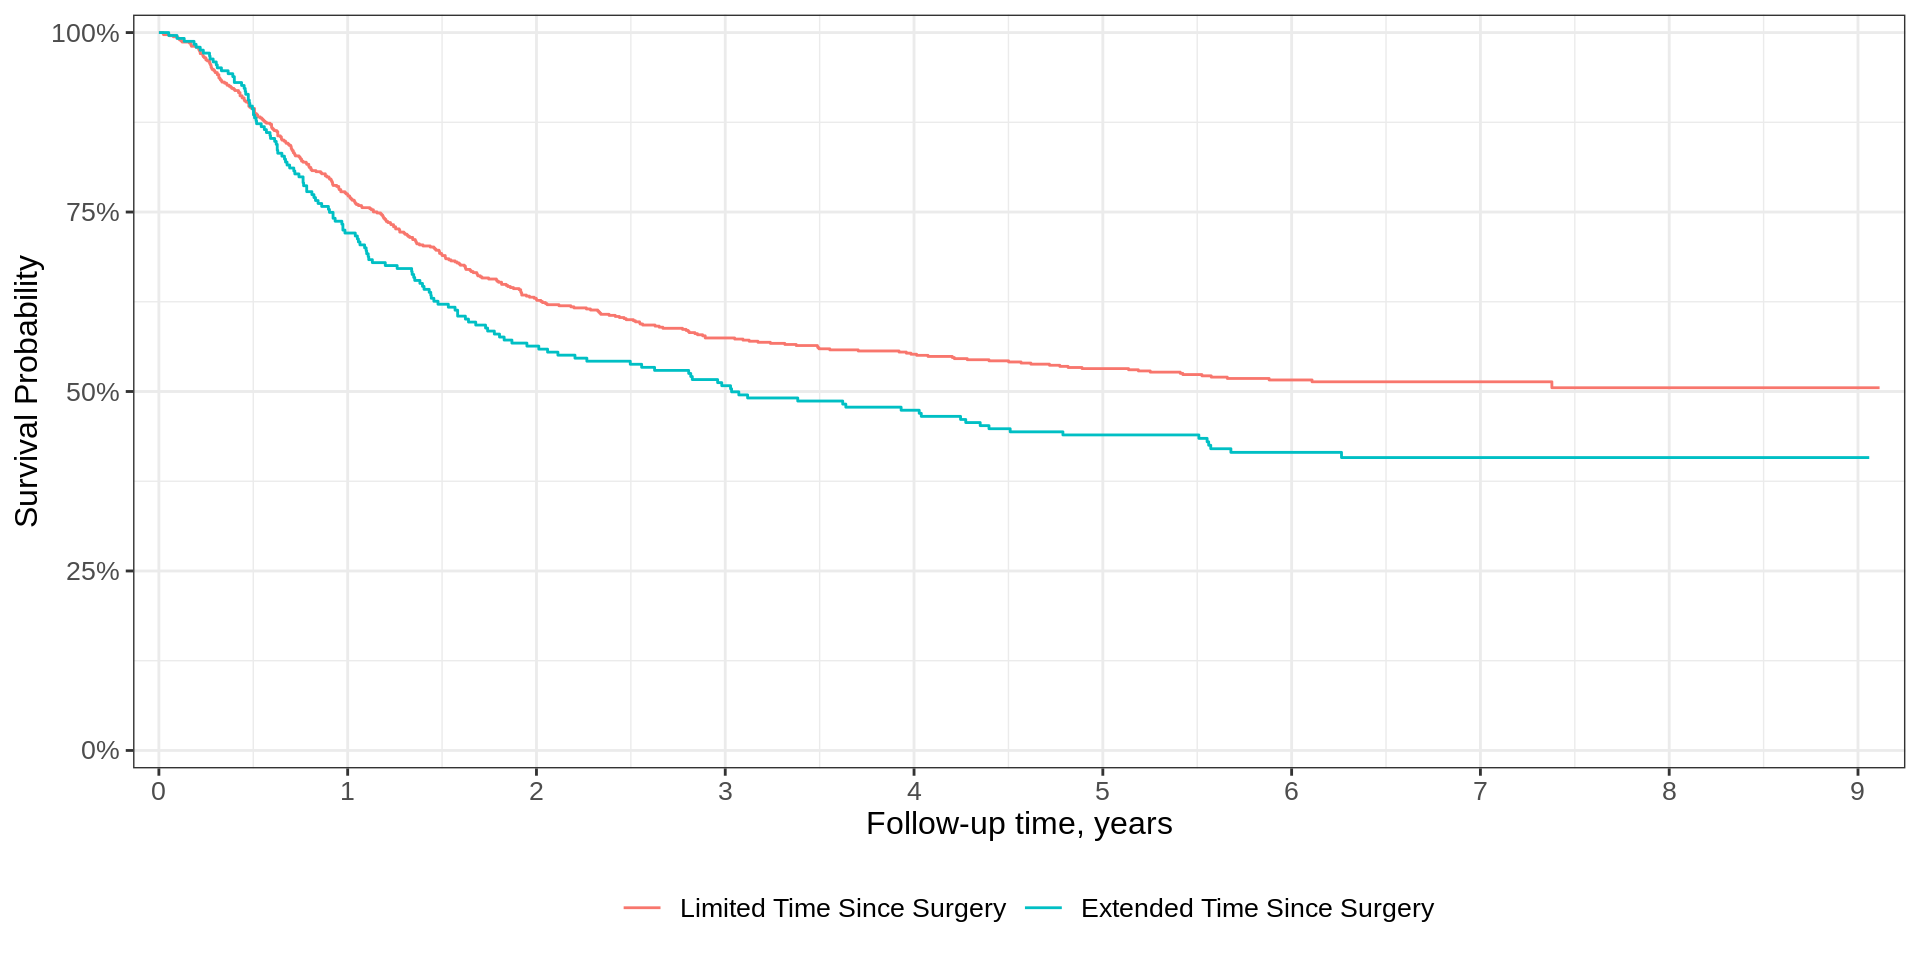 100%
75%
50%
25%
0%
Survival Probability
0 1 2 3 4 5 6 7 8 9
Follow-up time, years
Limited Time Since Surgery Extended Time Since Surgery